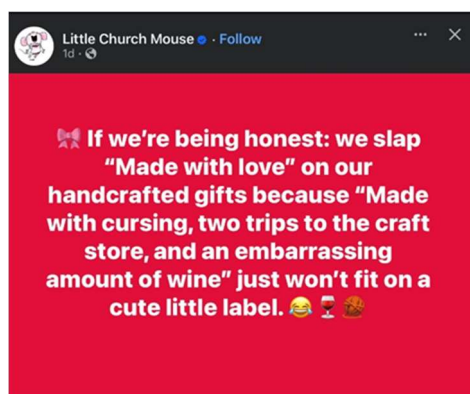 Little Church Mouse · Follow
1d ·
🎀 If we're being honest: we slap
"Made with love" on our
handcrafted gifts because "Made
with cursing, two trips to the craft
store, and an embarrassing
amount of wine" just won't fit on a
cute little label. 😂🍷🧶